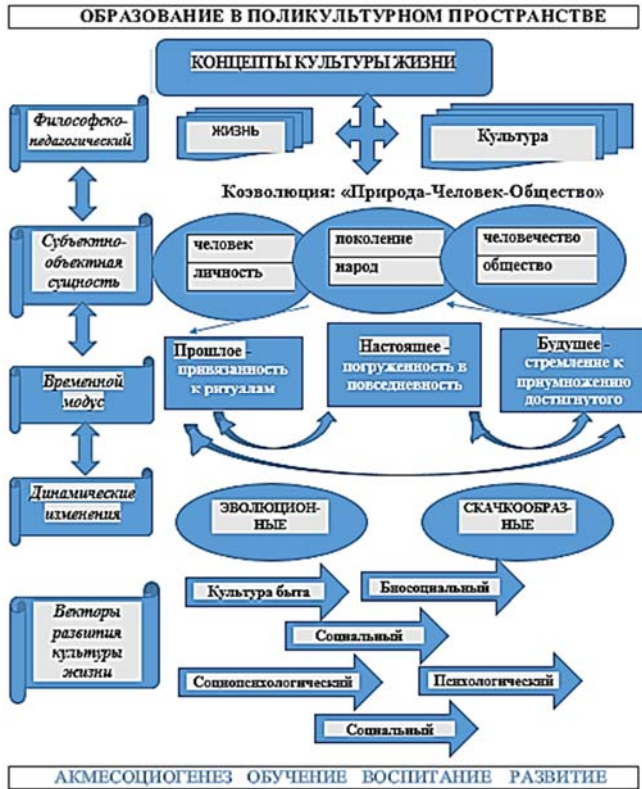 ОБРАЗОВАНИЕ В ПОЛИКУЛЬТУРНОМ ПРОСТРАНСТВЕ
КОНЦЕПТЫ КУЛЬТУРЫ ЖИЗНИ
Философско-
педагогический
ЖИЗНЬ
Культура
Коэволюция: «Природа-Человек-Общество»
Субъектно-
объектная
сущность
человек
личность
поколение
народ
человечество
общество
Временной
модус
Прошлое -
привязанность
к ритуалам
Настоящее -
погруженность в
повседневность
Будущее -
стремление к
приумножению
достигнутого
Динамические
изменения
ЭВОЛЮЦИОН-
НЫЕ
СКАЧКООБРАЗ-
НЫЕ
Векторы
развития
культуры
жизни
Культура быта
Биосоциальный
Социальный
Социопсихологический
Психологический
Социальный
АКМЕСОЦИОГЕНЕЗ ОБУЧЕНИЕ ВОСПИТАНИЕ РАЗВИТИЕ